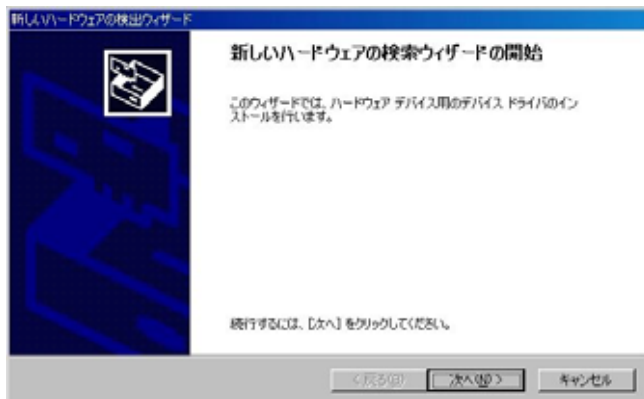 新しいハードウェアの検出ウィザード
新しいハードウェアの検索ウィザードの開始
このウィザードでは、ハードウェア デバイス用のデバイス ドライバのイン
ストールを行います。
続行するには、[次へ] をクリックしてください。
< 戻る(B)
次へ(N) >
キャンセル